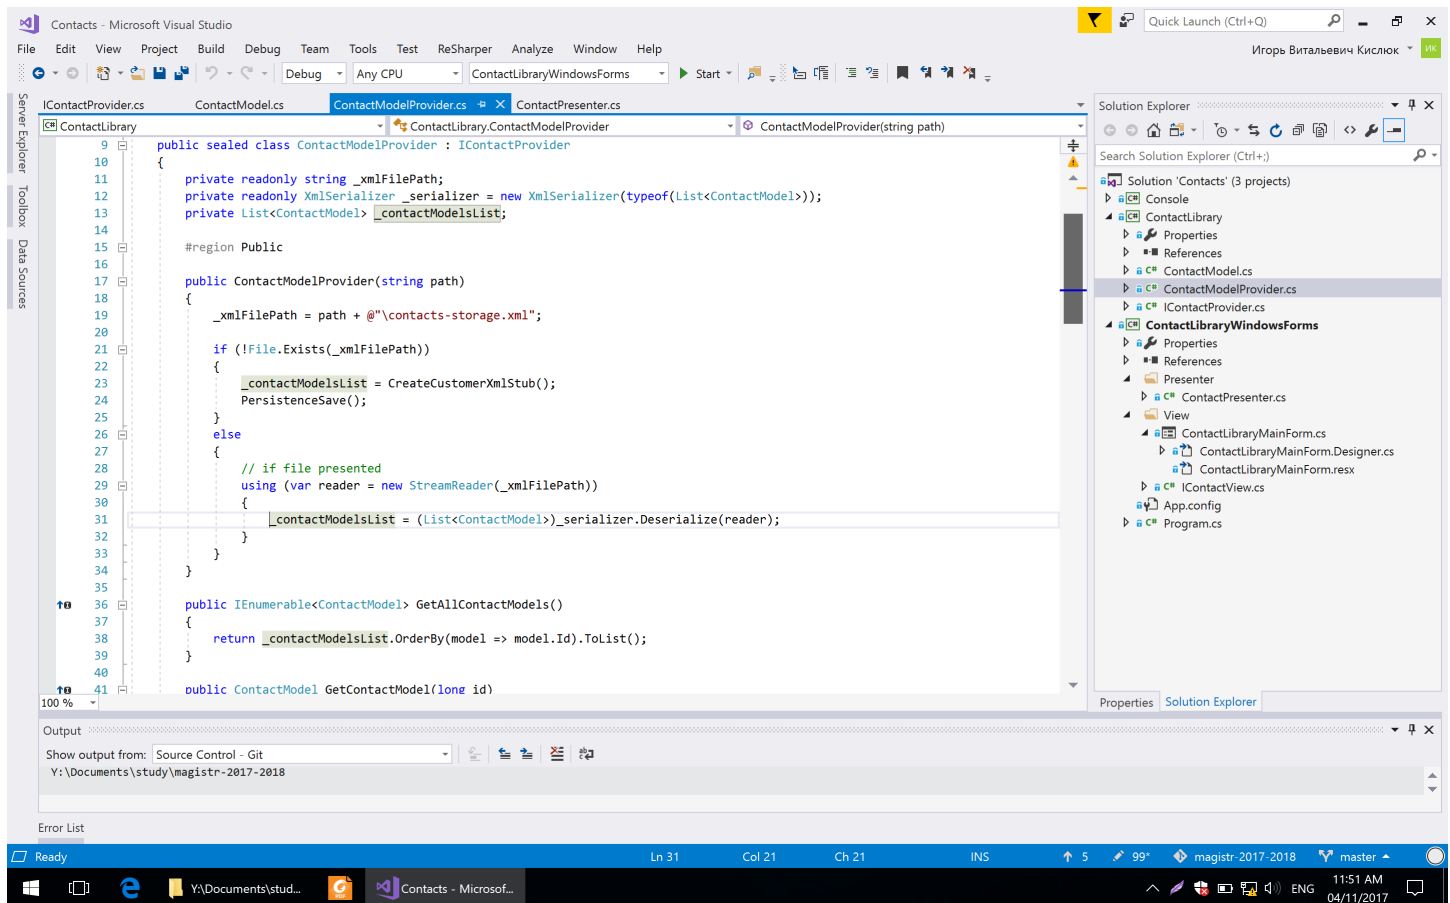 Contacts - Microsoft Visual Studio
Quick Launch (Ctrl+Q)
File Edit View Project Build Debug Team Tools Test ReSharper Analyze Window Help
Игорь Витальевич Кислюк
ИК
Debug Any CPU ContactLibraryWindowsForms Start
Server Explorer
Toolbox
Data Sources
IContactProvider.cs ContactModel.cs ContactModelProvider.cs ContactPresenter.cs
ContactLibrary ContactLibrary.ContactModelProvider ContactModelProvider(string path)
9 public sealed class ContactModelProvider : IContactProvider
10 {
11 private readonly string _xmlFilePath;
12 private readonly XmlSerializer _serializer = new XmlSerializer(typeof(List<ContactModel>));
13 private List<ContactModel> _contactModelsList;
14
15 #region Public
16
17 public ContactModelProvider(string path)
18 {
19 _xmlFilePath = path + @"\contacts-storage.xml";
20
21 if (!File.Exists(_xmlFilePath))
22 {
23 _contactModelsList = CreateCustomerXmlStub();
24 PersistenceSave();
25 }
26 else
27 {
28 // if file presented
29 using (var reader = new StreamReader(_xmlFilePath))
30 {
31 _contactModelsList = (List<ContactModel>)_serializer.Deserialize(reader);
32 }
33 }
34 }
35
36 public IEnumerable<ContactModel> GetAllContactModels()
37 {
38 return _contactModelsList.OrderBy(model => model.Id).ToList();
39 }
40
41 public ContactModel GetContactModel(long id)
100 %
Solution Explorer
Search Solution Explorer (Ctrl+;)
Solution 'Contacts' (3 projects)
C# Console
C# ContactLibrary
Properties
References
C# ContactModel.cs
C# ContactModelProvider.cs
C# IContactProvider.cs
C# ContactLibraryWindowsForms
Properties
References
Presenter
C# ContactPresenter.cs
View
ContactLibraryMainForm.cs
ContactLibraryMainForm.Designer.cs
ContactLibraryMainForm.resx
C# IContactView.cs
App.config
C# Program.cs
Properties Solution Explorer
Output
Show output from: Source Control - Git
Y:\Documents\study\magistr-2017-2018
Error List
Ready Ln 31 Col 21 Ch 21 INS 5 99* magistr-2017-2018 master
Y:\Documents\stud... Contacts - Microsof... ENG 11:51 AM
04/11/2017